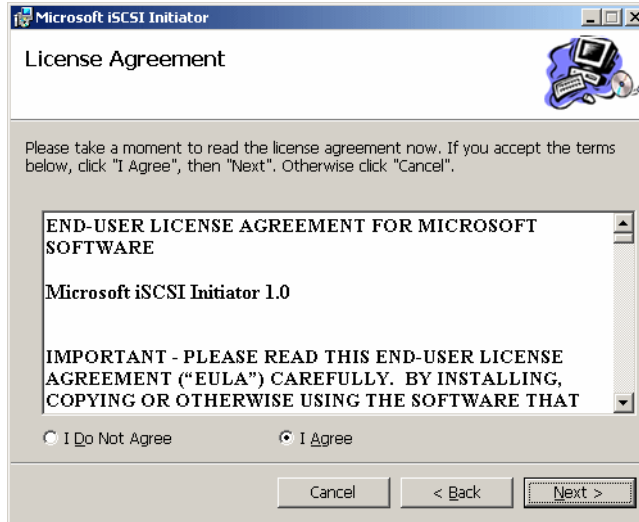 Microsoft iSCSI Initiator
License Agreement
Please take a moment to read the license agreement now. If you accept the terms
below, click "I Agree", then "Next". Otherwise click "Cancel".
END-USER LICENSE AGREEMENT FOR MICROSOFT
SOFTWARE
Microsoft iSCSI Initiator 1.0
IMPORTANT - PLEASE READ THIS END-USER LICENSE
AGREEMENT (“EULA”) CAREFULLY.  BY INSTALLING,
COPYING OR OTHERWISE USING THE SOFTWARE THAT
I Do Not Agree I Agree
Cancel < Back Next >